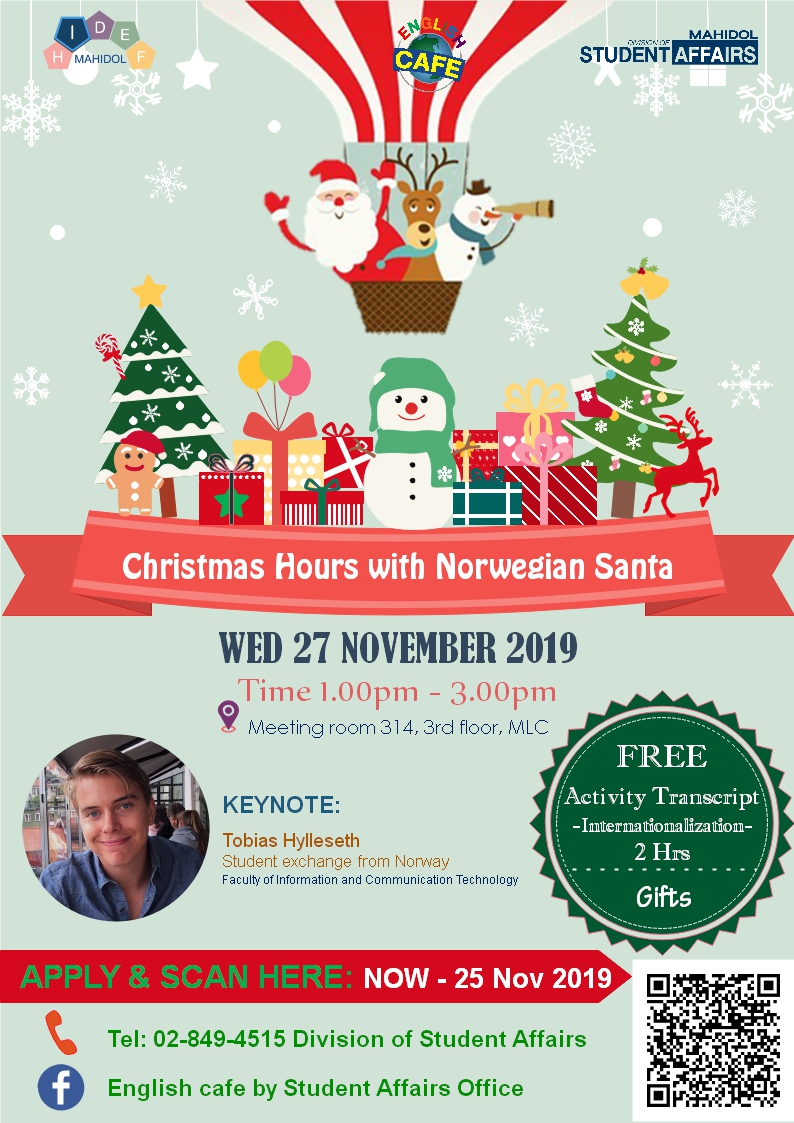 H I D E F
MAHIDOL
ENGLISH
CAFE
MAHIDOL
DIVISION OF
STUDENT AFFAIRS
Christmas Hours with Norwegian Santa
WED 27 NOVEMBER 2019
Time 1.00pm - 3.00pm
Meeting room 314, 3rd floor, MLC
KEYNOTE:
Tobias Hylleseth
Student exchange from Norway
Faculty of Information and Communication Technology
FREE
Activity Transcript
-Internationalization-
2 Hrs
Gifts
APPLY & SCAN HERE: NOW - 25 Nov 2019
Tel: 02-849-4515 Division of Student Affairs
f
English cafe by Student Affairs Office